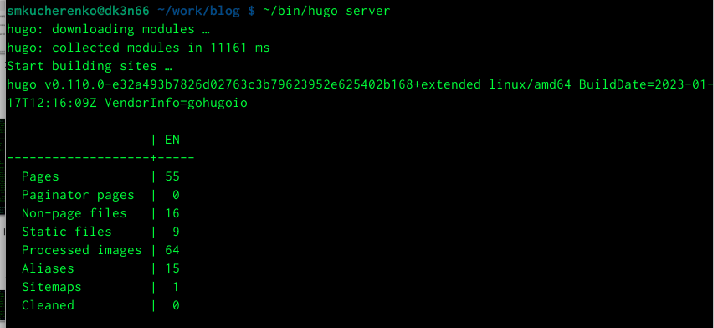 smkucherenko@dk3n66 ~/work/blog $ ~/bin/hugo server
hugo: downloading modules …
hugo: collected modules in 11161 ms
Start building sites …
hugo v0.110.0-e32a493b7826d02763c3b79623952e625402b168+extended linux/amd64 BuildDate=2023-01-
17T12:16:09Z VendorInfo=gohugoio
| EN
-------------------+-----
Pages | 55
Paginator pages | 0
Non-page files | 16
Static files | 9
Processed images | 64
Aliases | 15
Sitemaps | 1
Cleaned | 0